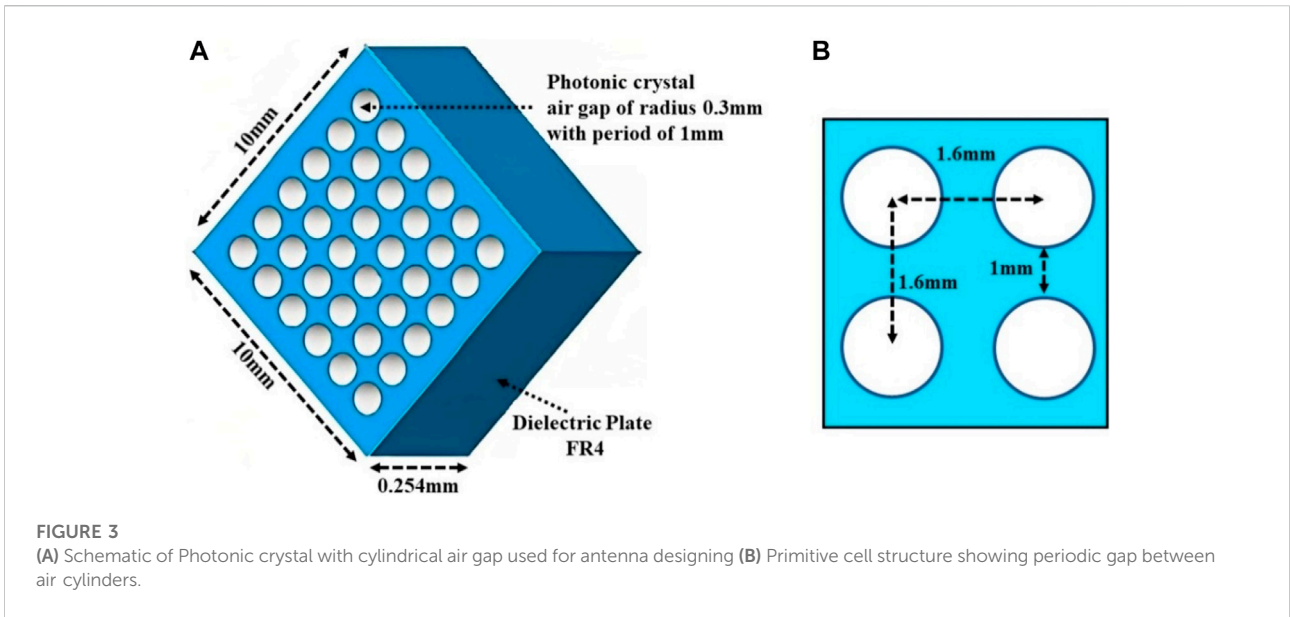 A
10mm
Photonic crystal
air gap of radius 0.3mm
with period of 1mm
10mm
Dielectric Plate
FR4
0.254mm
B
1.6mm
1.6mm
1mm
FIGURE 3
(A) Schematic of Photonic crystal with cylindrical air gap used for antenna designing (B) Primitive cell structure showing periodic gap between
air cylinders.